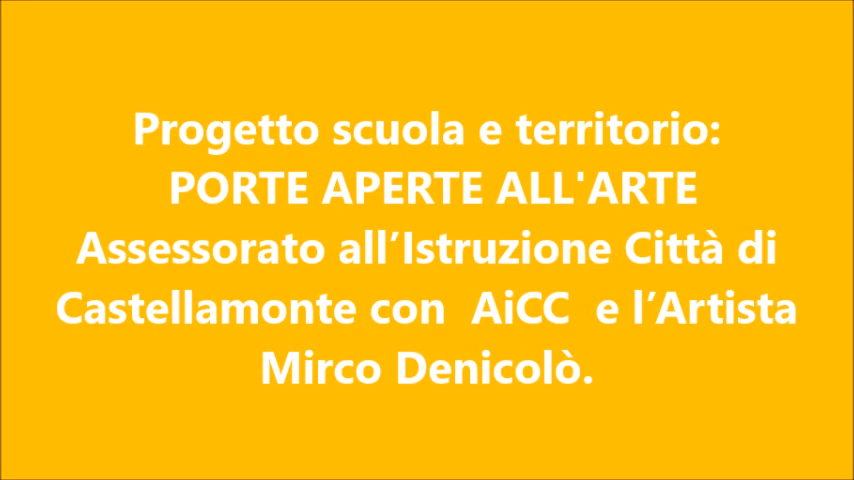 Progetto scuola e territorio:
PORTE APERTE ALL'ARTE
Assessorato all’Istruzione Città di
Castellamonte con  AiCC  e l’Artista
Mirco Denicolò.